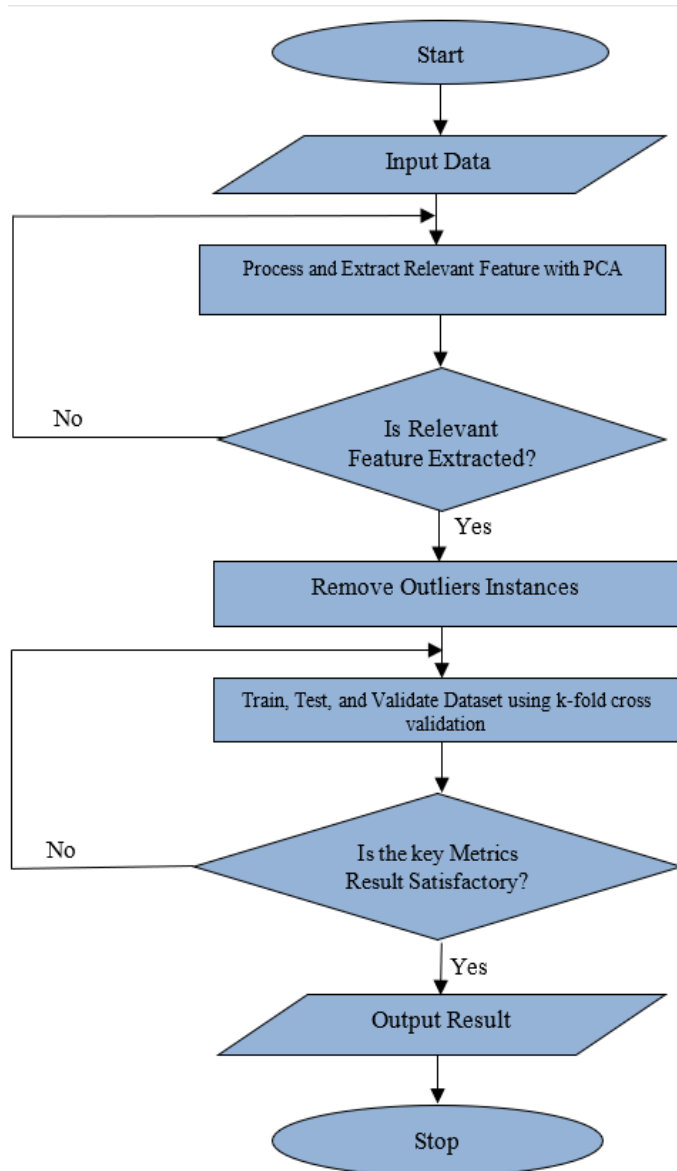 Start
Input Data
Process and Extract Relevant Feature with PCA
No
Is Relevant
Feature Extracted?
Yes
Remove Outliers Instances
Train, Test, and Validate Dataset using k-fold cross
validation
No
Is the key Metrics
Result Satisfactory?
Yes
Output Result
Stop